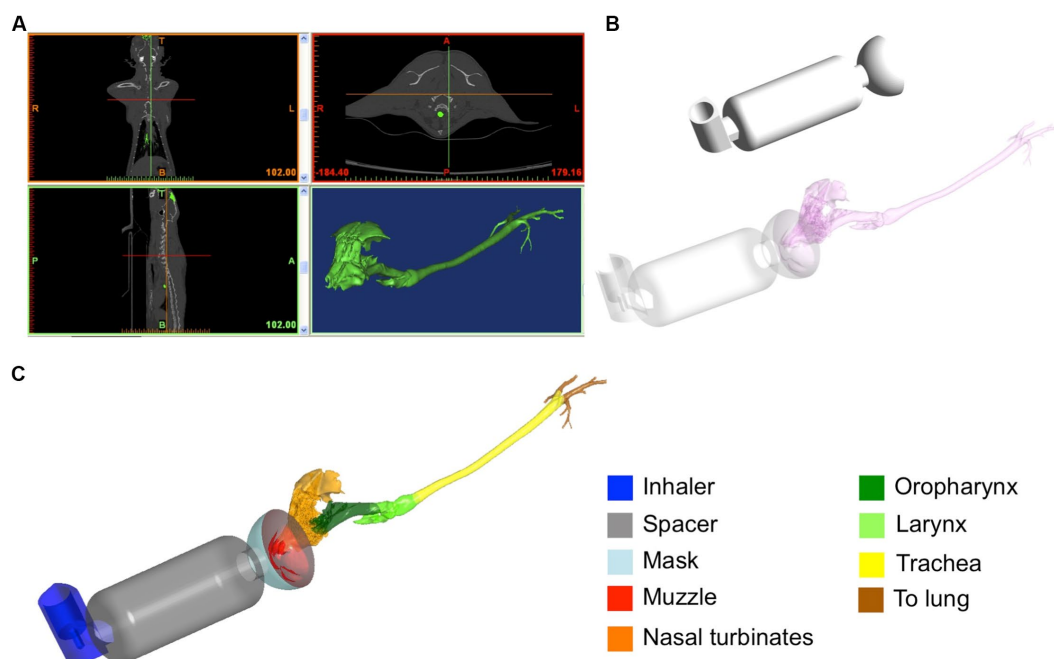 A
B
T
R
L
B
102.00
A
R
L
P
-184.40
179.16
T
P
A
B
102.00
C
Inhaler
Spacer
Mask
Muzzle
Nasal turbinates
Oropharynx
Larynx
Trachea
To lung